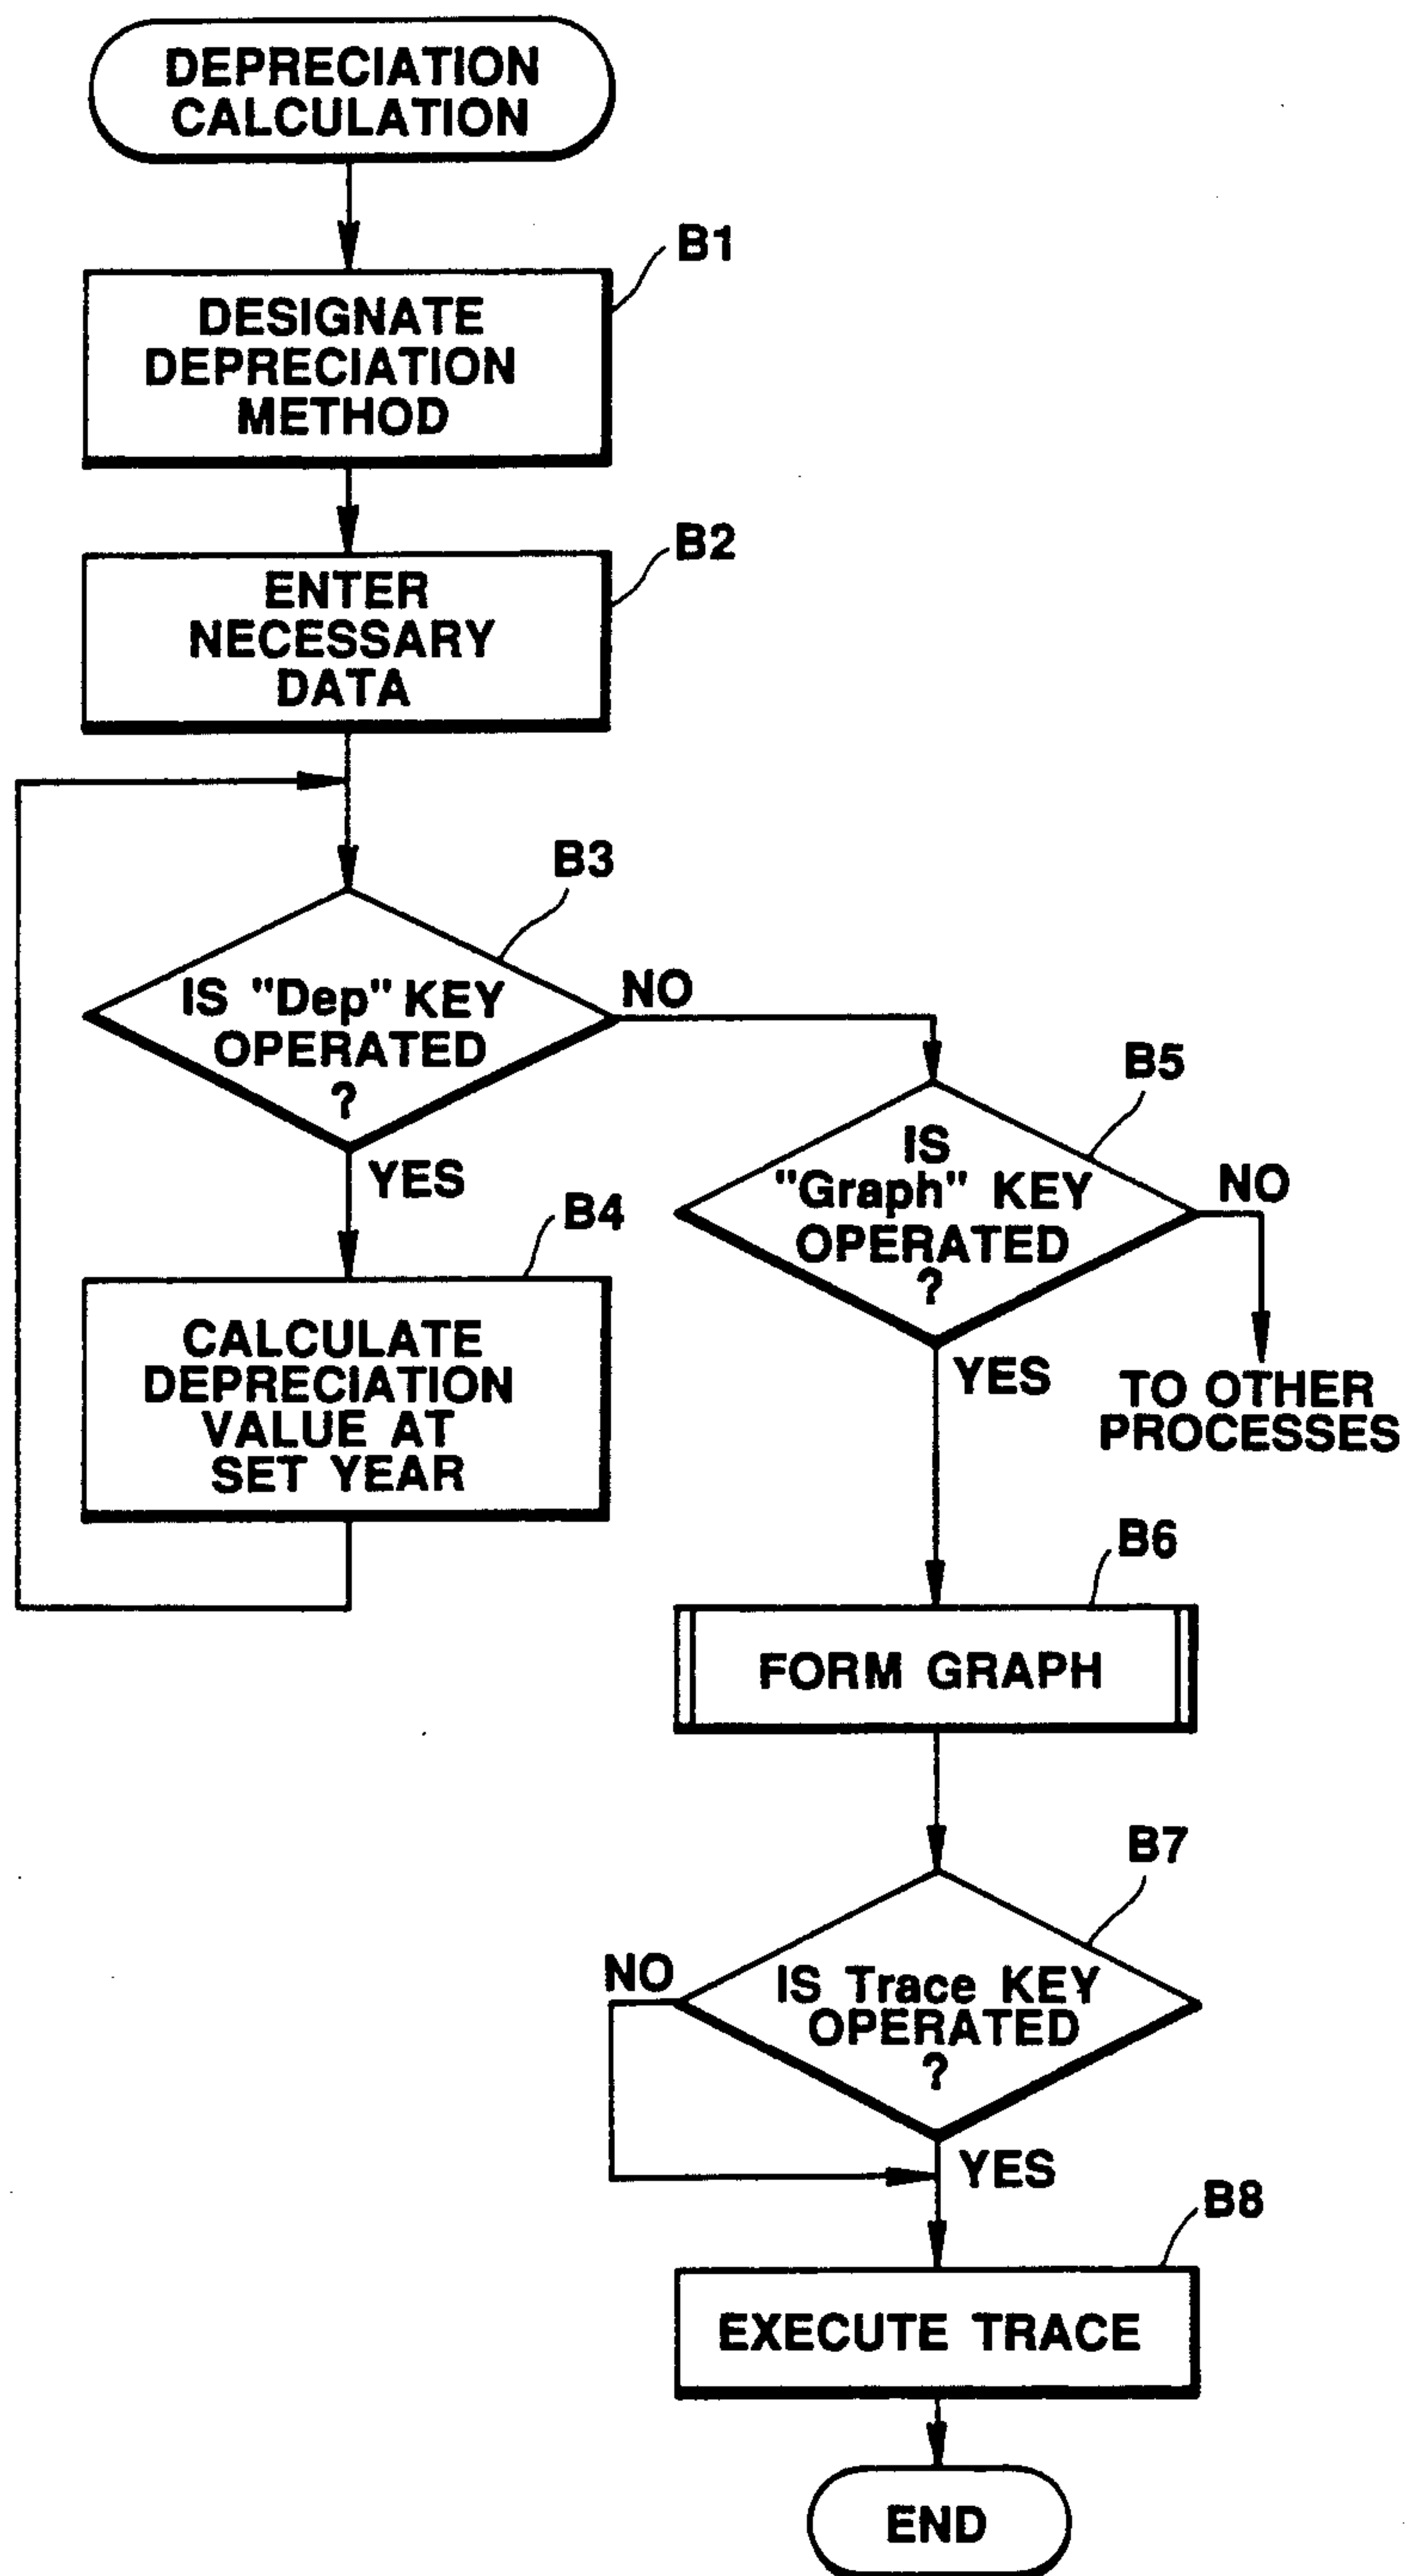 DEPRECIATION
CALCULATION
B1
DESIGNATE
DEPRECIATION
METHOD
B2
ENTER
NECESSARY
DATA
B3
IS "Dep" KEY
OPERATED
?
NO
YES
B4
CALCULATE
DEPRECIATION
VALUE AT
SET YEAR
B5
IS
"Graph" KEY
OPERATED
?
NO
YES
TO OTHER
PROCESSES
B6
FORM GRAPH
B7
IS Trace KEY
OPERATED
?
NO
YES
B8
EXECUTE TRACE
END